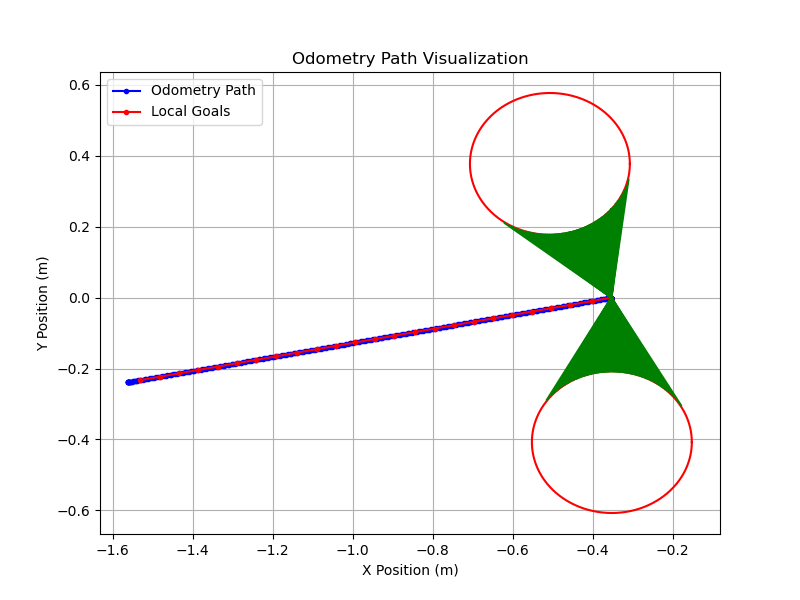 Odometry Path Visualization
Odometry Path
Local Goals
Y Position (m)
0.6
0.4
0.2
0.0
−0.2
−0.4
−0.6
−1.6 −1.4 −1.2 −1.0 −0.8 −0.6 −0.4 −0.2
X Position (m)